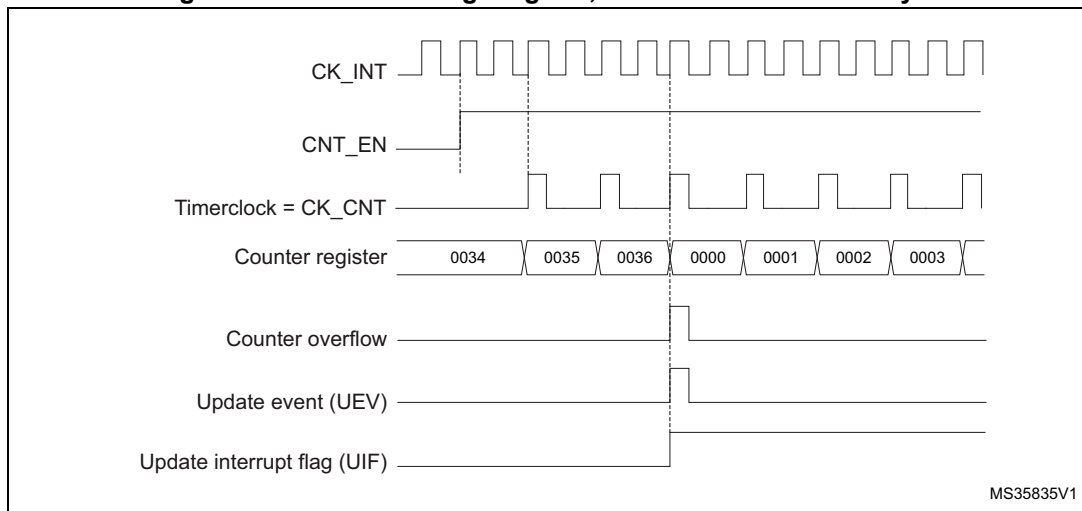 CK_INT
CNT_EN
Timerclock = CK_CNT
Counter register 0034 0035 0036 0000 0001 0002 0003
Counter overflow
Update event (UEV)
Update interrupt flag (UIF)
MS35835V1